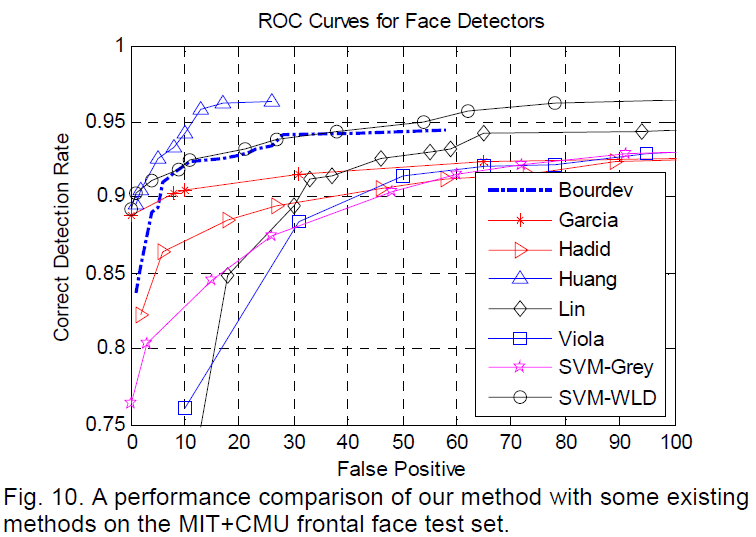 ROC Curves for Face Detectors
1
0.95
0.9
0.85
0.8
0.75
Correct Detection Rate
0 10 20 30 40 50 60 70 80 90 100
False Positive
Bourdev
Garcia
Hadid
Huang
Lin
Viola
SVM-Grey
SVM-WLD
Fig. 10. A performance comparison of our method with some existing
methods on the MIT+CMU frontal face test set.